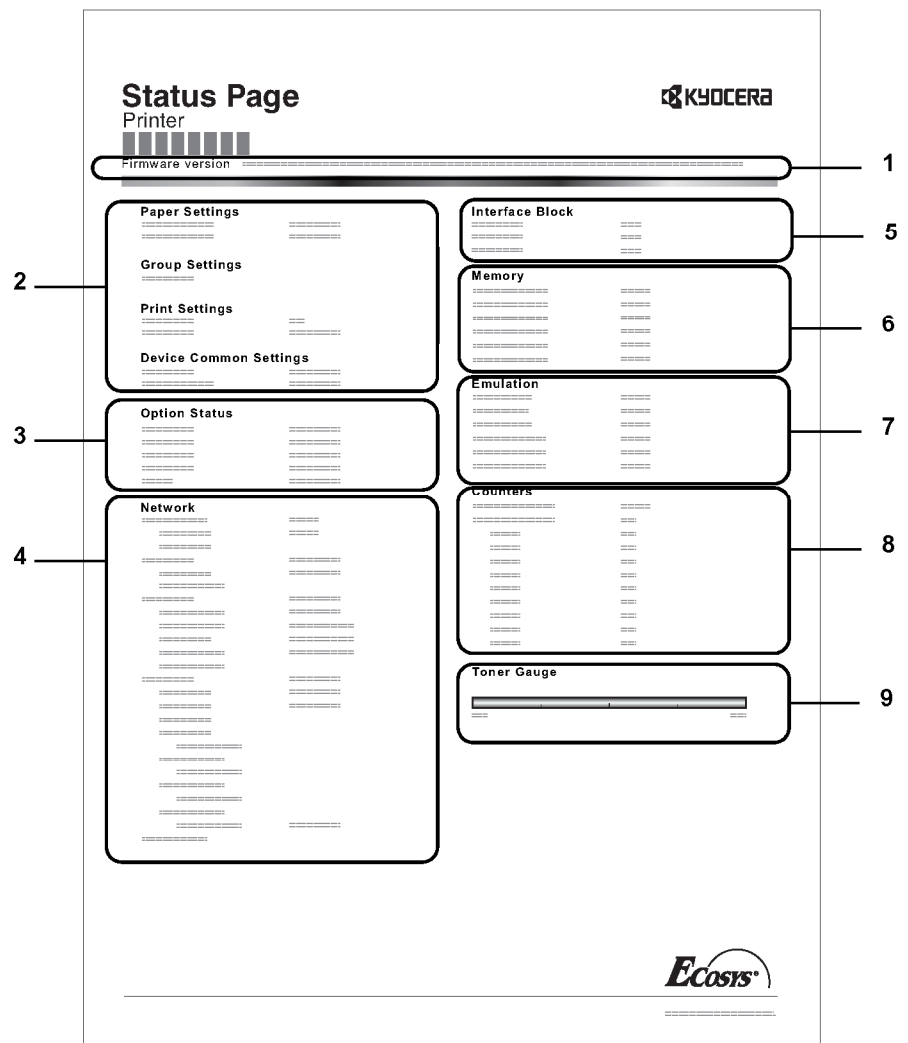 Status Page
KYOCERA
Printer
Firmware version
1
Paper Settings
Group Settings
Print Settings
Device Common Settings
2
Option Status
3
Network
4
Interface Block
5
Memory
6
Emulation
7
Counters
8
Toner Gauge
9
ECOSYS®